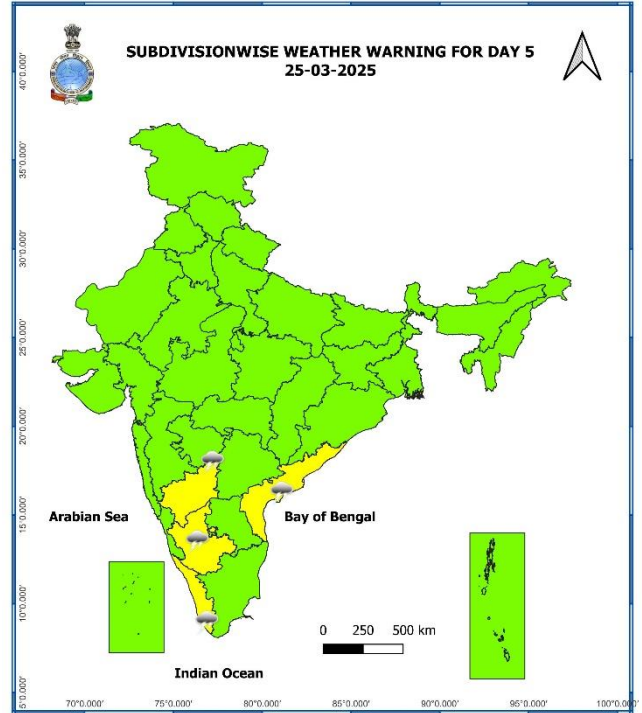 SUBDIVISIONWISE WEATHER WARNING FOR DAY 5
25-03-2025
40°0.000'
35°0.000'
30°0.000'
25°0.000'
20°0.000'
15°0.000'
10°0.000'
5°0.000'
Arabian Sea
Bay of Bengal
0 250 500 km
Indian Ocean
70°0.000' 75°0.000' 80°0.000' 85°0.000' 90°0.000' 95°0.000' 100°0.000'